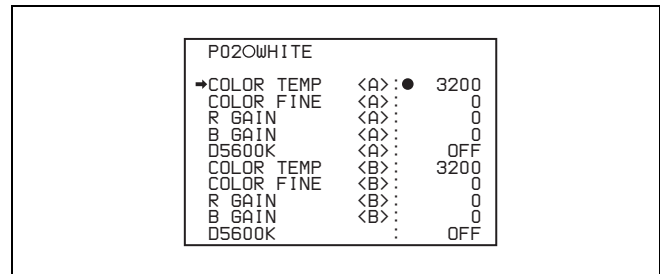 P02○WHITE
➡COLOR TEMP <A>:● 3200
COLOR FINE <A>: 0
R GAIN <A>: 0
B GAIN <A>: 0
D5600K <A>: OFF
COLOR TEMP <B>: 3200
COLOR FINE <B>: 0
R GAIN <B>: 0
B GAIN <B>: 0
D5600K : OFF